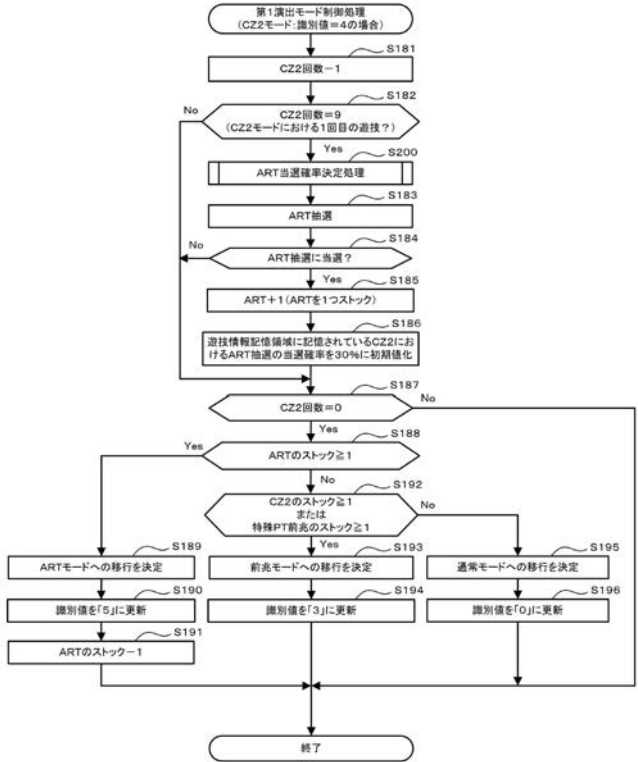 第1演出モード制御処理
(CZ2モード:識別値=4の場合)
S181
CZ2回数-1
S182
No
CZ2回数=9
(CZ2モードにおける1回目の遊技?)
Yes
S200
ART当選確率決定処理
S183
ART抽選
S184
No
ART抽選に当選?
Yes
S185
ART+1(ARTを1つストック)
S186
遊技情報記憶領域に記憶されているCZ2にお
けるART抽選の当選確率を30%に初期値化
S187
No
CZ2回数=0
Yes
S188
Yes
ARTのストック≧1
No
S192
CZ2のストック≧1
または
特殊PT前兆のストック≧1
No
Yes
S189
ARTモードへの移行を決定
S193
前兆モードへの移行を決定
S195
通常モードへの移行を決定
S190
識別値を「5」に更新
S194
識別値を「3」に更新
S196
識別値を「0」に更新
S191
ARTのストック-1
終了